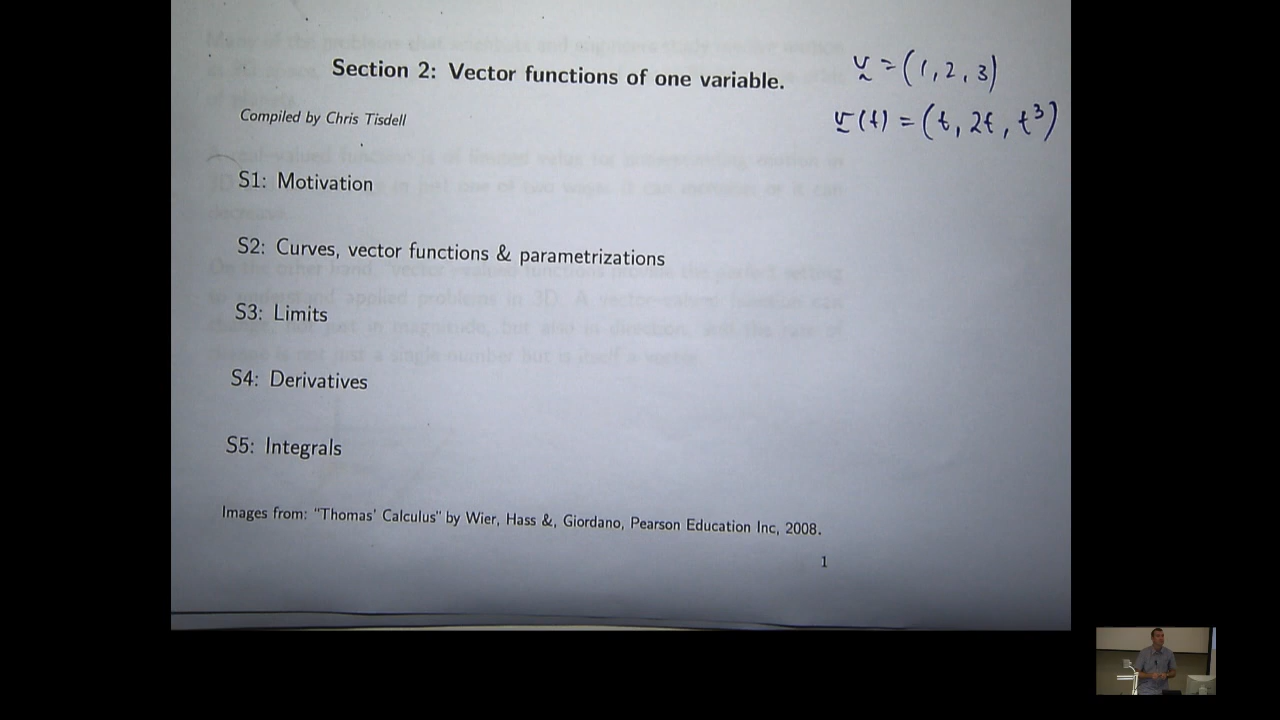 Section 2: Vector functions of one variable.
v = (1, 2, 3)
v(t) = (t, 2t, t³)
Compiled by Chris Tisdell
S1: Motivation
S2: Curves, vector functions & parametrizations
S3: Limits
S4: Derivatives
S5: Integrals
Images from: "Thomas' Calculus" by Wier, Hass &, Giordano, Pearson Education Inc, 2008.
1